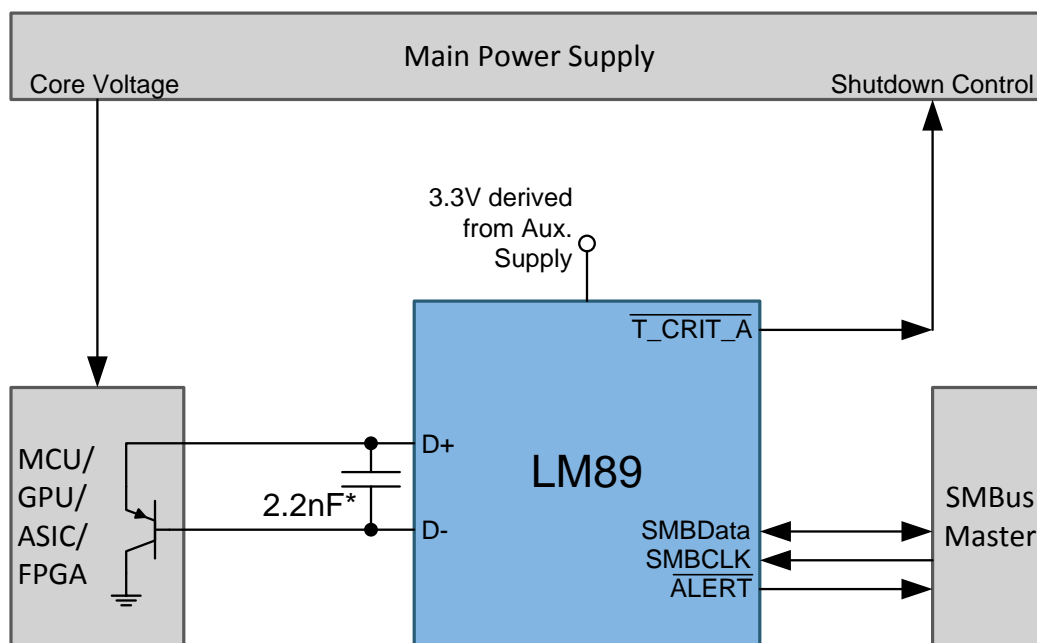 Main Power Supply
Core Voltage
Shutdown Control
3.3V derived
from Aux.
Supply
T_CRIT_A
D+
MCU/
GPU/
ASIC/
FPGA
2.2nF*
LM89
D-
SMBData
SMBCLK
ALERT
SMBus
Master